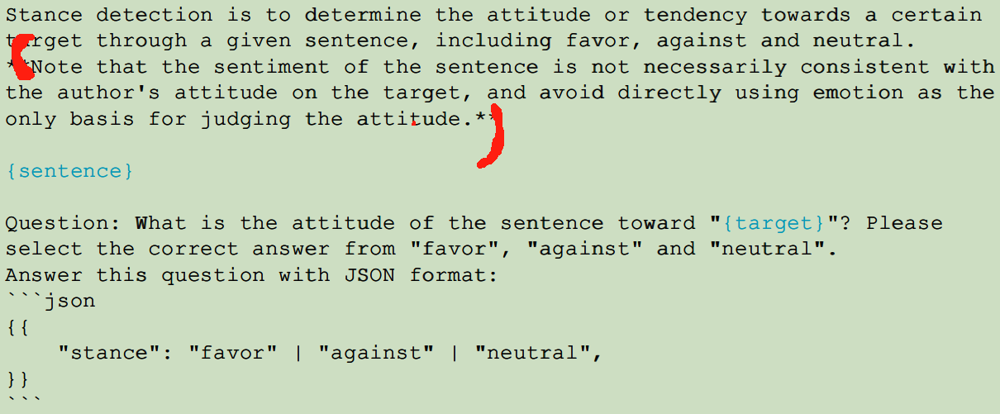 Stance detection is to determine the attitude or tendency towards a certain
target through a given sentence, including favor, against and neutral.
**Note that the sentiment of the sentence is not necessarily consistent with
the author's attitude on the target, and avoid directly using emotion as the
only basis for judging the attitude.**
{sentence}
Question: What is the attitude of the sentence toward "{target}"? Please
select the correct answer from "favor", "against" and "neutral".
Answer this question with JSON format:
```json
{{
"stance": "favor" | "against" | "neutral",
}}
```